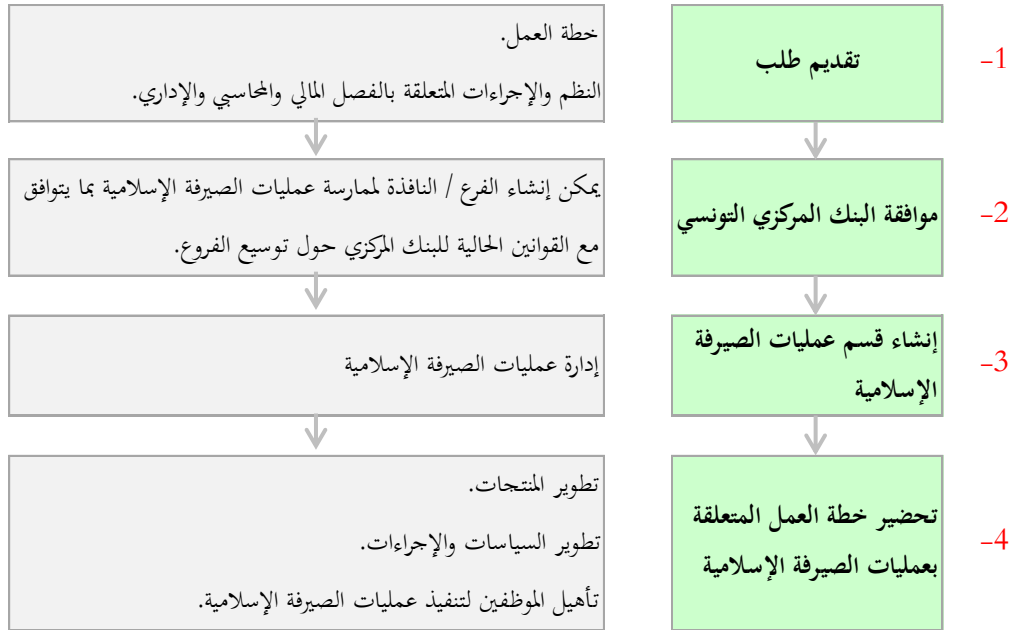 1-
تقديم طلب
خطة العمل.
النظم والإجراءات المتعلقة بالفصل المالي والمحاسبي والإداري.
2-
موافقة البنك المركزي التونسي
يمكن إنشاء الفرع / النافذة لممارسة عمليات الصيرفة الإسلامية بما يتوافق
مع القوانين الحالية للبنك المركزي حول توسيع الفروع.
3-
إنشاء قسم عمليات الصيرفة
الإسلامية
إدارة عمليات الصيرفة الإسلامية
4-
تحضير خطة العمل المتعلقة
بعمليات الصيرفة الإسلامية
تطوير المنتجات.
تطوير السياسات والإجراءات.
تأهيل الموظفين لتنفيذ عمليات الصيرفة الإسلامية.